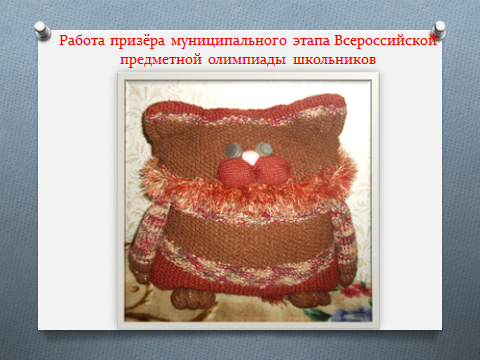 Работа призёра муниципального этапа Всероссийской
предметной олимпиады школьников